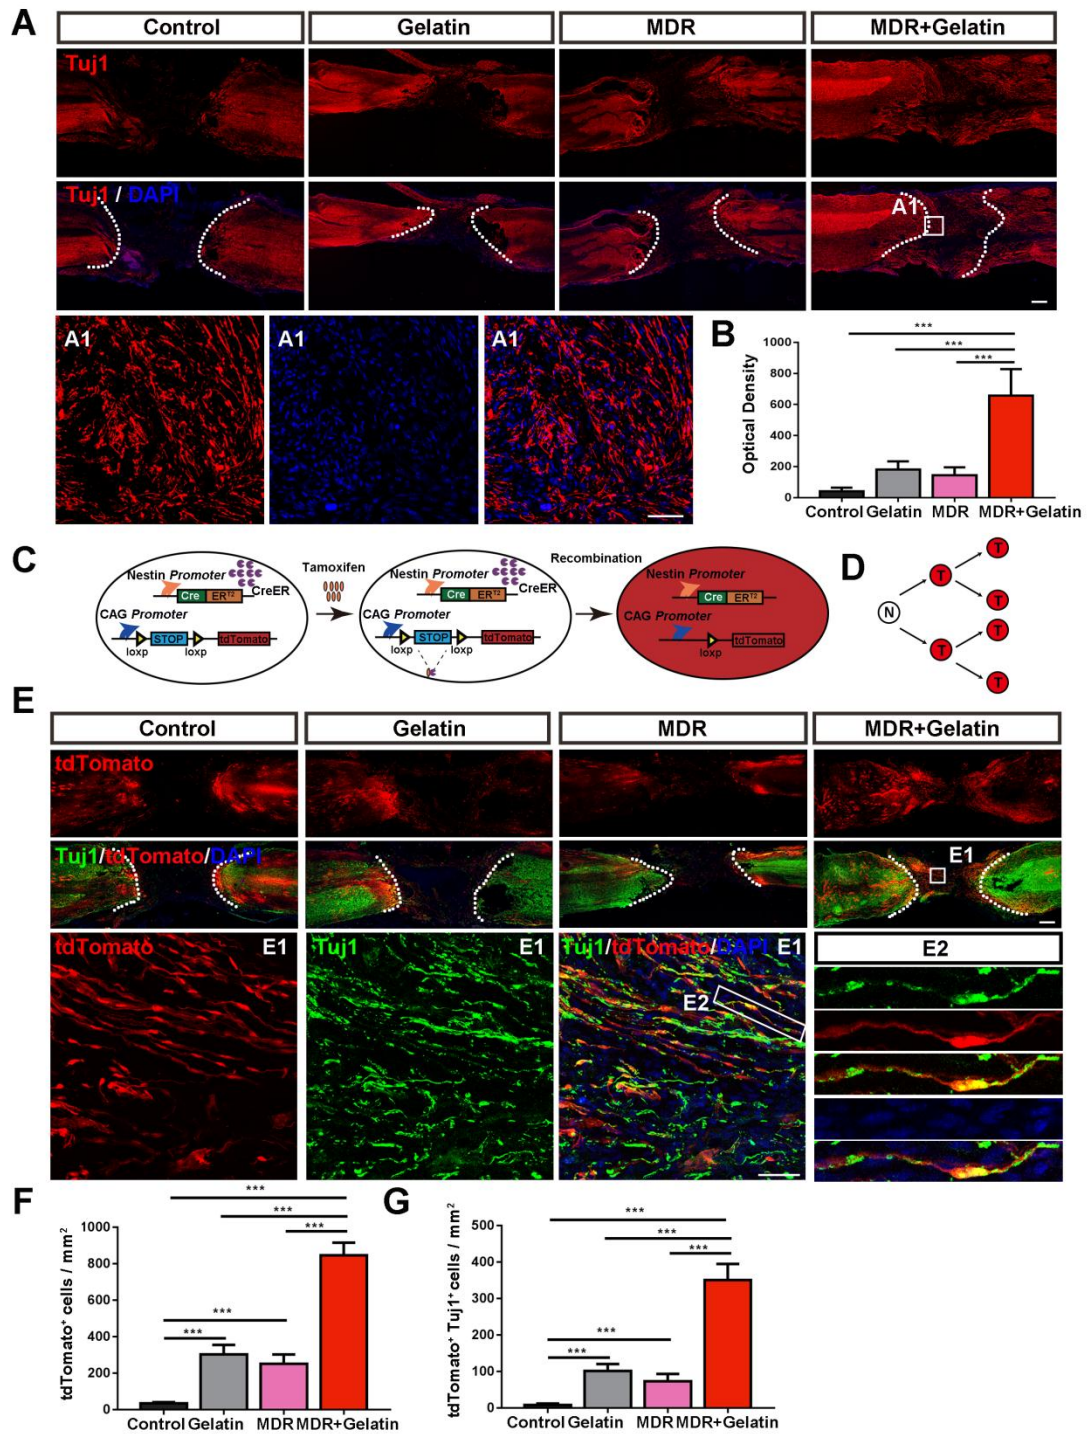 A
Control
Gelatin
MDR
MDR+Gelatin
Tuj1
Tuj1 / DAPI
A1
A1
A1
A1
B
Optical Density
1000
800
600
400
200
0
***
***
***
Control Gelatin MDR MDR+Gelatin
C
Nestin Promoter
CreER
Cre ER^T2
CAG Promoter
STOP tdTomato
loxp loxp
Tamoxifen
Nestin Promoter
CreER
Cre ER^T2
CAG Promoter
STOP tdTomato
loxp loxp
Recombination
Nestin Promoter
Cre ER^T2
CAG Promoter
tdTomato
loxp
D
N
T
T
T
T
T
T
E
Control
Gelatin
MDR
MDR+Gelatin
tdTomato
Tuj1/tdTomato/DAPI
E1
tdTomato E1
Tuj1 E1
Tuj1/tdTomato/DAPI E1
E2
E2
F
tdTomato⁺ cells / mm²
1000
800
600
400
200
0
***
***
***
***
***
Control Gelatin MDR MDR+Gelatin
G
tdTomato⁺ Tuj1⁺ cells / mm²
500
400
300
200
100
0
***
***
***
***
***
Control Gelatin MDR MDR+Gelatin